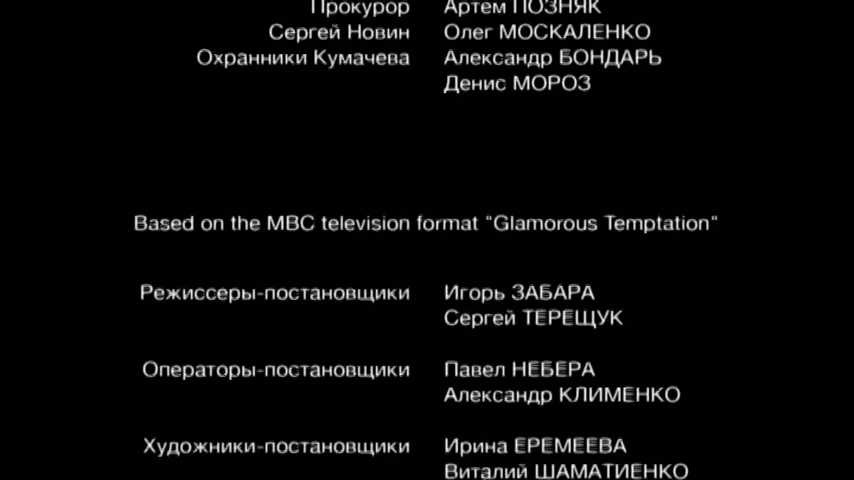 Прокурор Артем ПОЗНЯК
Сергей Новин Олег МОСКАЛЕНКО
Охранники Кумачева Александр БОНДАРЬ
Денис МОРОЗ
Based on the MBC television format "Glamorous Temptation"
Режиссеры-постановщики Игорь ЗАБАРА
Сергей ТЕРЕЩУК
Операторы-постановщики Павел НЕБЕРА
Александр КЛИМЕНКО
Художники-постановщики Ирина ЕРЕМЕЕВА
Виталий ШАМАТИЕНКО